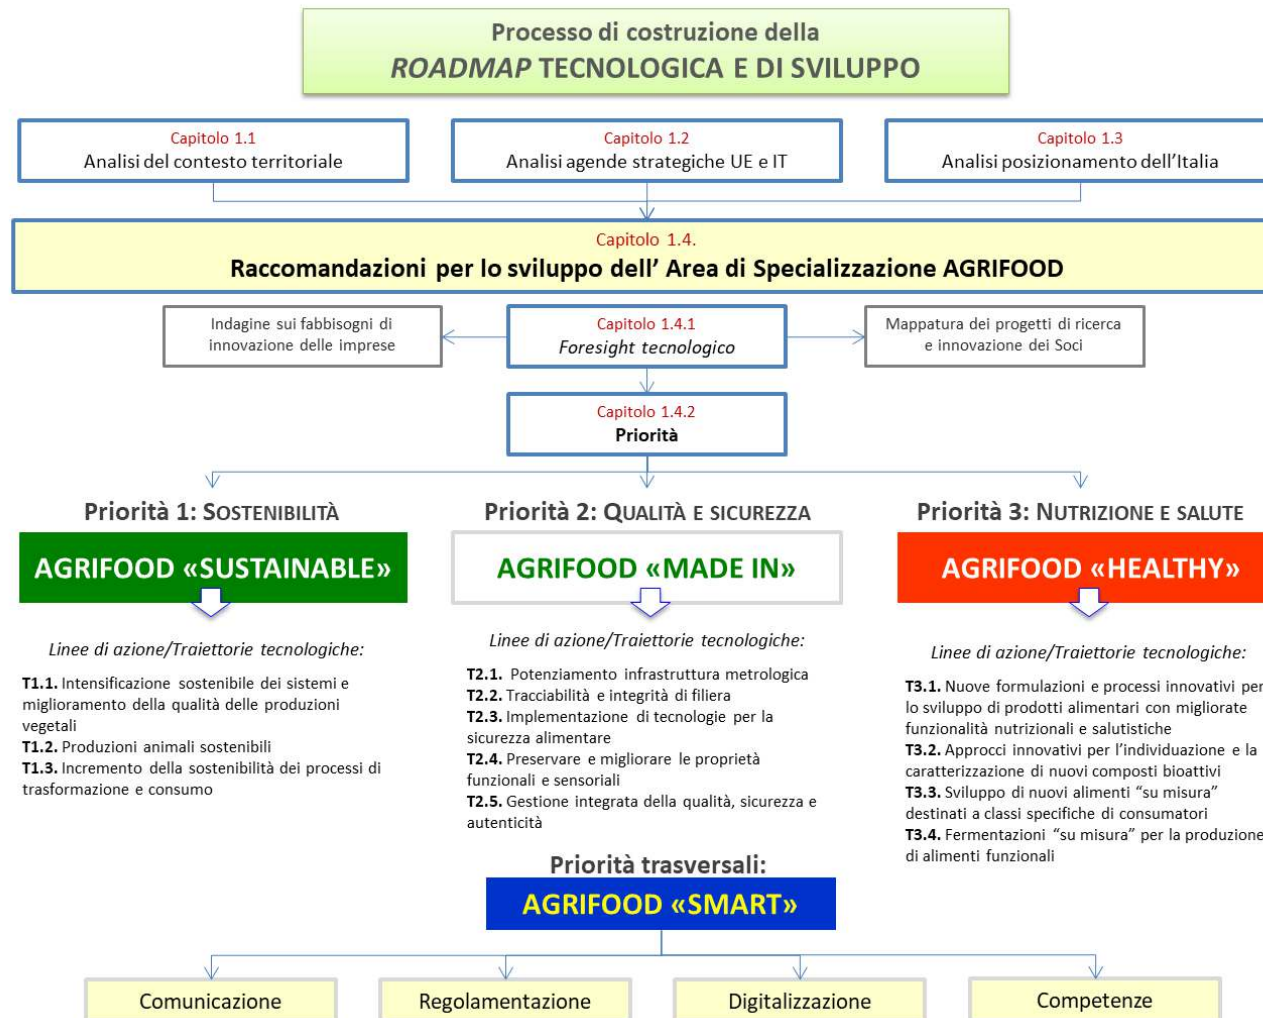 Processo di costruzione della
ROADMAP TECNOLOGICA E DI SVILUPPO
Capitolo 1.1
Analisi del contesto territoriale
Capitolo 1.2
Analisi agende strategiche UE e IT
Capitolo 1.3
Analisi posizionamento dell'Italia
Capitolo 1.4.
Raccomandazioni per lo sviluppo dell' Area di Specializzazione AGRIFOOD
Indagine sui fabbisogni di
innovazione delle imprese
Capitolo 1.4.1
Foresight tecnologico
Mappatura dei progetti di ricerca
e innovazione dei Soci
Capitolo 1.4.2
Priorità
Priorità 1: SOSTENIBILITÀ
AGRIFOOD «SUSTAINABLE»
Linee di azione/Traiettorie tecnologiche:
T1.1. Intensificazione sostenibile dei sistemi e
miglioramento della qualità delle produzioni
vegetali
T1.2. Produzioni animali sostenibili
T1.3. Incremento della sostenibilità dei processi di
trasformazione e consumo
Priorità 2: QUALITÀ E SICUREZZA
AGRIFOOD «MADE IN»
Linee di azione/Traiettorie tecnologiche:
T2.1. Potenziamento infrastruttura metrologica
T2.2. Tracciabilità e integrità di filiera
T2.3. Implementazione di tecnologie per la
sicurezza alimentare
T2.4. Preservare e migliorare le proprietà
funzionali e sensoriali
T2.5. Gestione integrata della qualità, sicurezza e
autenticità
Priorità 3: NUTRIZIONE E SALUTE
AGRIFOOD «HEALTHY»
Linee di azione/Traiettorie tecnologiche:
T3.1. Nuove formulazioni e processi innovativi per
lo sviluppo di prodotti alimentari con migliorate
funzionalità nutrizionali e salutistiche
T3.2. Approcci innovativi per l'individuazione e la
caratterizzazione di nuovi composti bioattivi
T3.3. Sviluppo di nuovi alimenti "su misura"
destinati a classi specifiche di consumatori
T3.4. Fermentazioni "su misura" per la produzione
di alimenti funzionali
Priorità trasversali:
AGRIFOOD «SMART»
Comunicazione
Regolamentazione
Digitalizzazione
Competenze